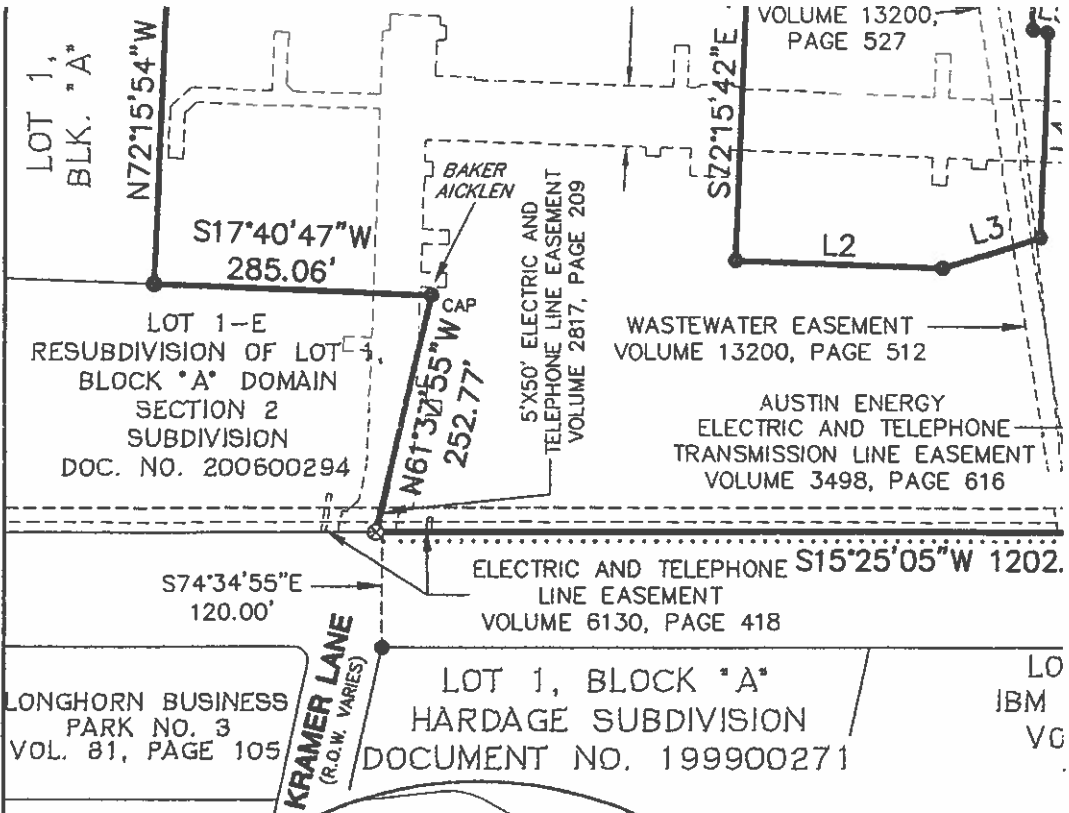 VOLUME 13200,
PAGE 527
LOT 1,
BLK. "A"
N72°15'54"W
S72°15'42"E
BAKER
AICKLEN
S17°40'47"W
285.06'
CAP
5'X50' ELECTRIC AND
TELEPHONE LINE EASEMENT
VOLUME 2817, PAGE 209
L2
L3
LOT 1-E
RESUBDIVISION OF LOT 1,
BLOCK "A" DOMAIN
SECTION 2
SUBDIVISION
DOC. NO. 200600294
N61°37'55"W
252.77'
WASTEWATER EASEMENT
VOLUME 13200, PAGE 512
AUSTIN ENERGY
ELECTRIC AND TELEPHONE
TRANSMISSION LINE EASEMENT
VOLUME 3498, PAGE 616
S15°25'05"W 1202.
S74°34'55"E
120.00'
ELECTRIC AND TELEPHONE
LINE EASEMENT
VOLUME 6130, PAGE 418
KRAMER LANE
(R.O.W. VARIES)
LONGHORN BUSINESS
PARK NO. 3
VOL. 81, PAGE 105
LOT 1, BLOCK "A"
HARDAGE SUBDIVISION
DOCUMENT NO. 199900271
LO
IBM
VO